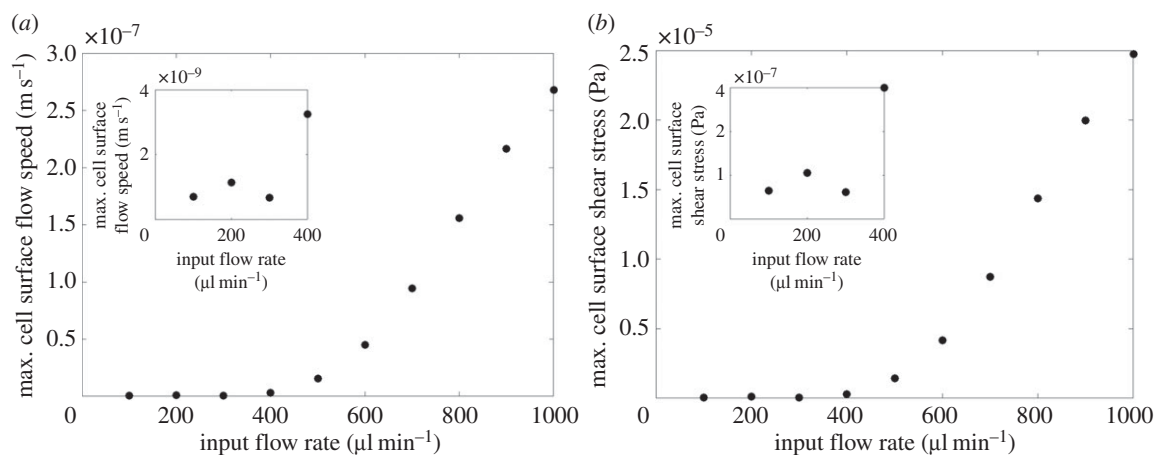 (a)
×10⁻⁷
3.0
2.5
2.0
1.5
1.0
0.5
0
200
400
600
800
1000
max. cell surface flow speed (m s⁻¹)
input flow rate (µl min⁻¹)
×10⁻⁹
4
2
0
200
400
max. cell surface
flow speed (m s⁻¹)
input flow rate
(µl min⁻¹)
(b)
×10⁻⁵
2.5
2.0
1.5
1.0
0.5
0
200
400
600
800
1000
max. cell surface shear stress (Pa)
input flow rate (µl min⁻¹)
×10⁻⁷
4
2
1
0
200
400
max. cell surface
shear stress (Pa)
input flow rate
(µl min⁻¹)